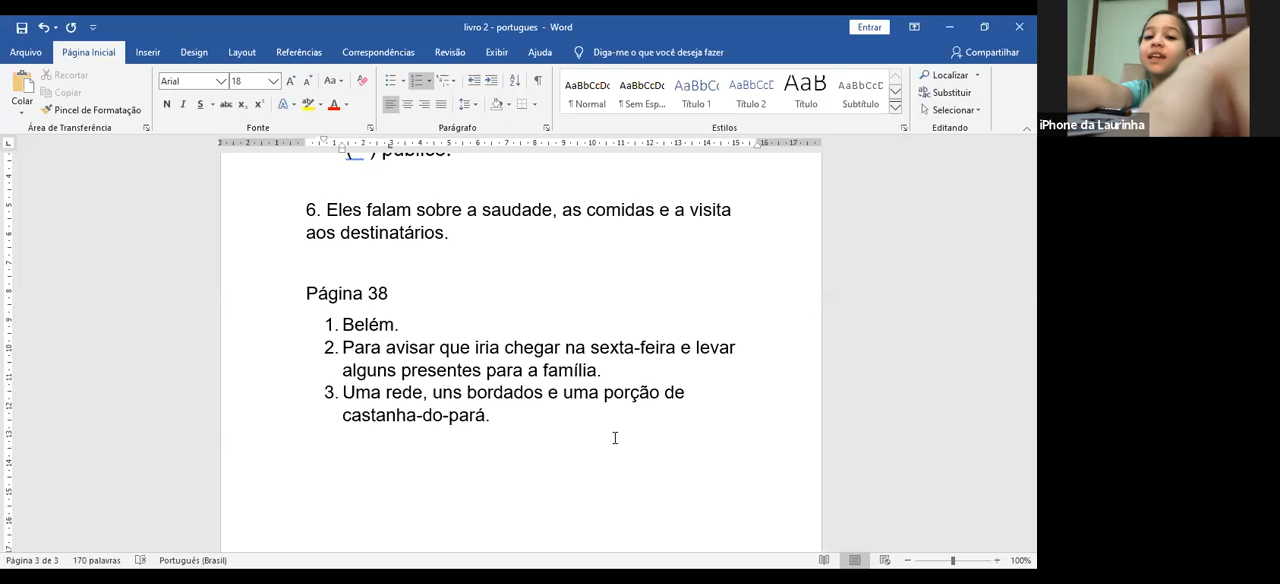 livro 2 - portugues - Word
Entrar
Arquivo Página Inicial Inserir Design Layout Referências Correspondências Revisão Exibir Ajuda Diga-me o que você deseja fazer Compartilhar
Colar
Recortar
Copiar
Pincel de Formatação
Área de Transferência
Arial 18
N I S abc x₂ x²
Fonte
Parágrafo
AaBbCcDc AaBbCcDc AaBbCc AaBbCcD AaB AaBbCcD
¶ Normal ¶ Sem Esp... Título 1 Título 2 Título Subtítulo
Estilos
Localizar
Substituir
Selecionar
Editando
iPhone da Laurinha
( ) público.
6. Eles falam sobre a saudade, as comidas e a visita
aos destinatários.
Página 38
1. Belém.
2. Para avisar que iria chegar na sexta-feira e levar
alguns presentes para a família.
3. Uma rede, uns bordados e uma porção de
castanha-do-pará.
Página 3 de 3 170 palavras Português (Brasil) 100%